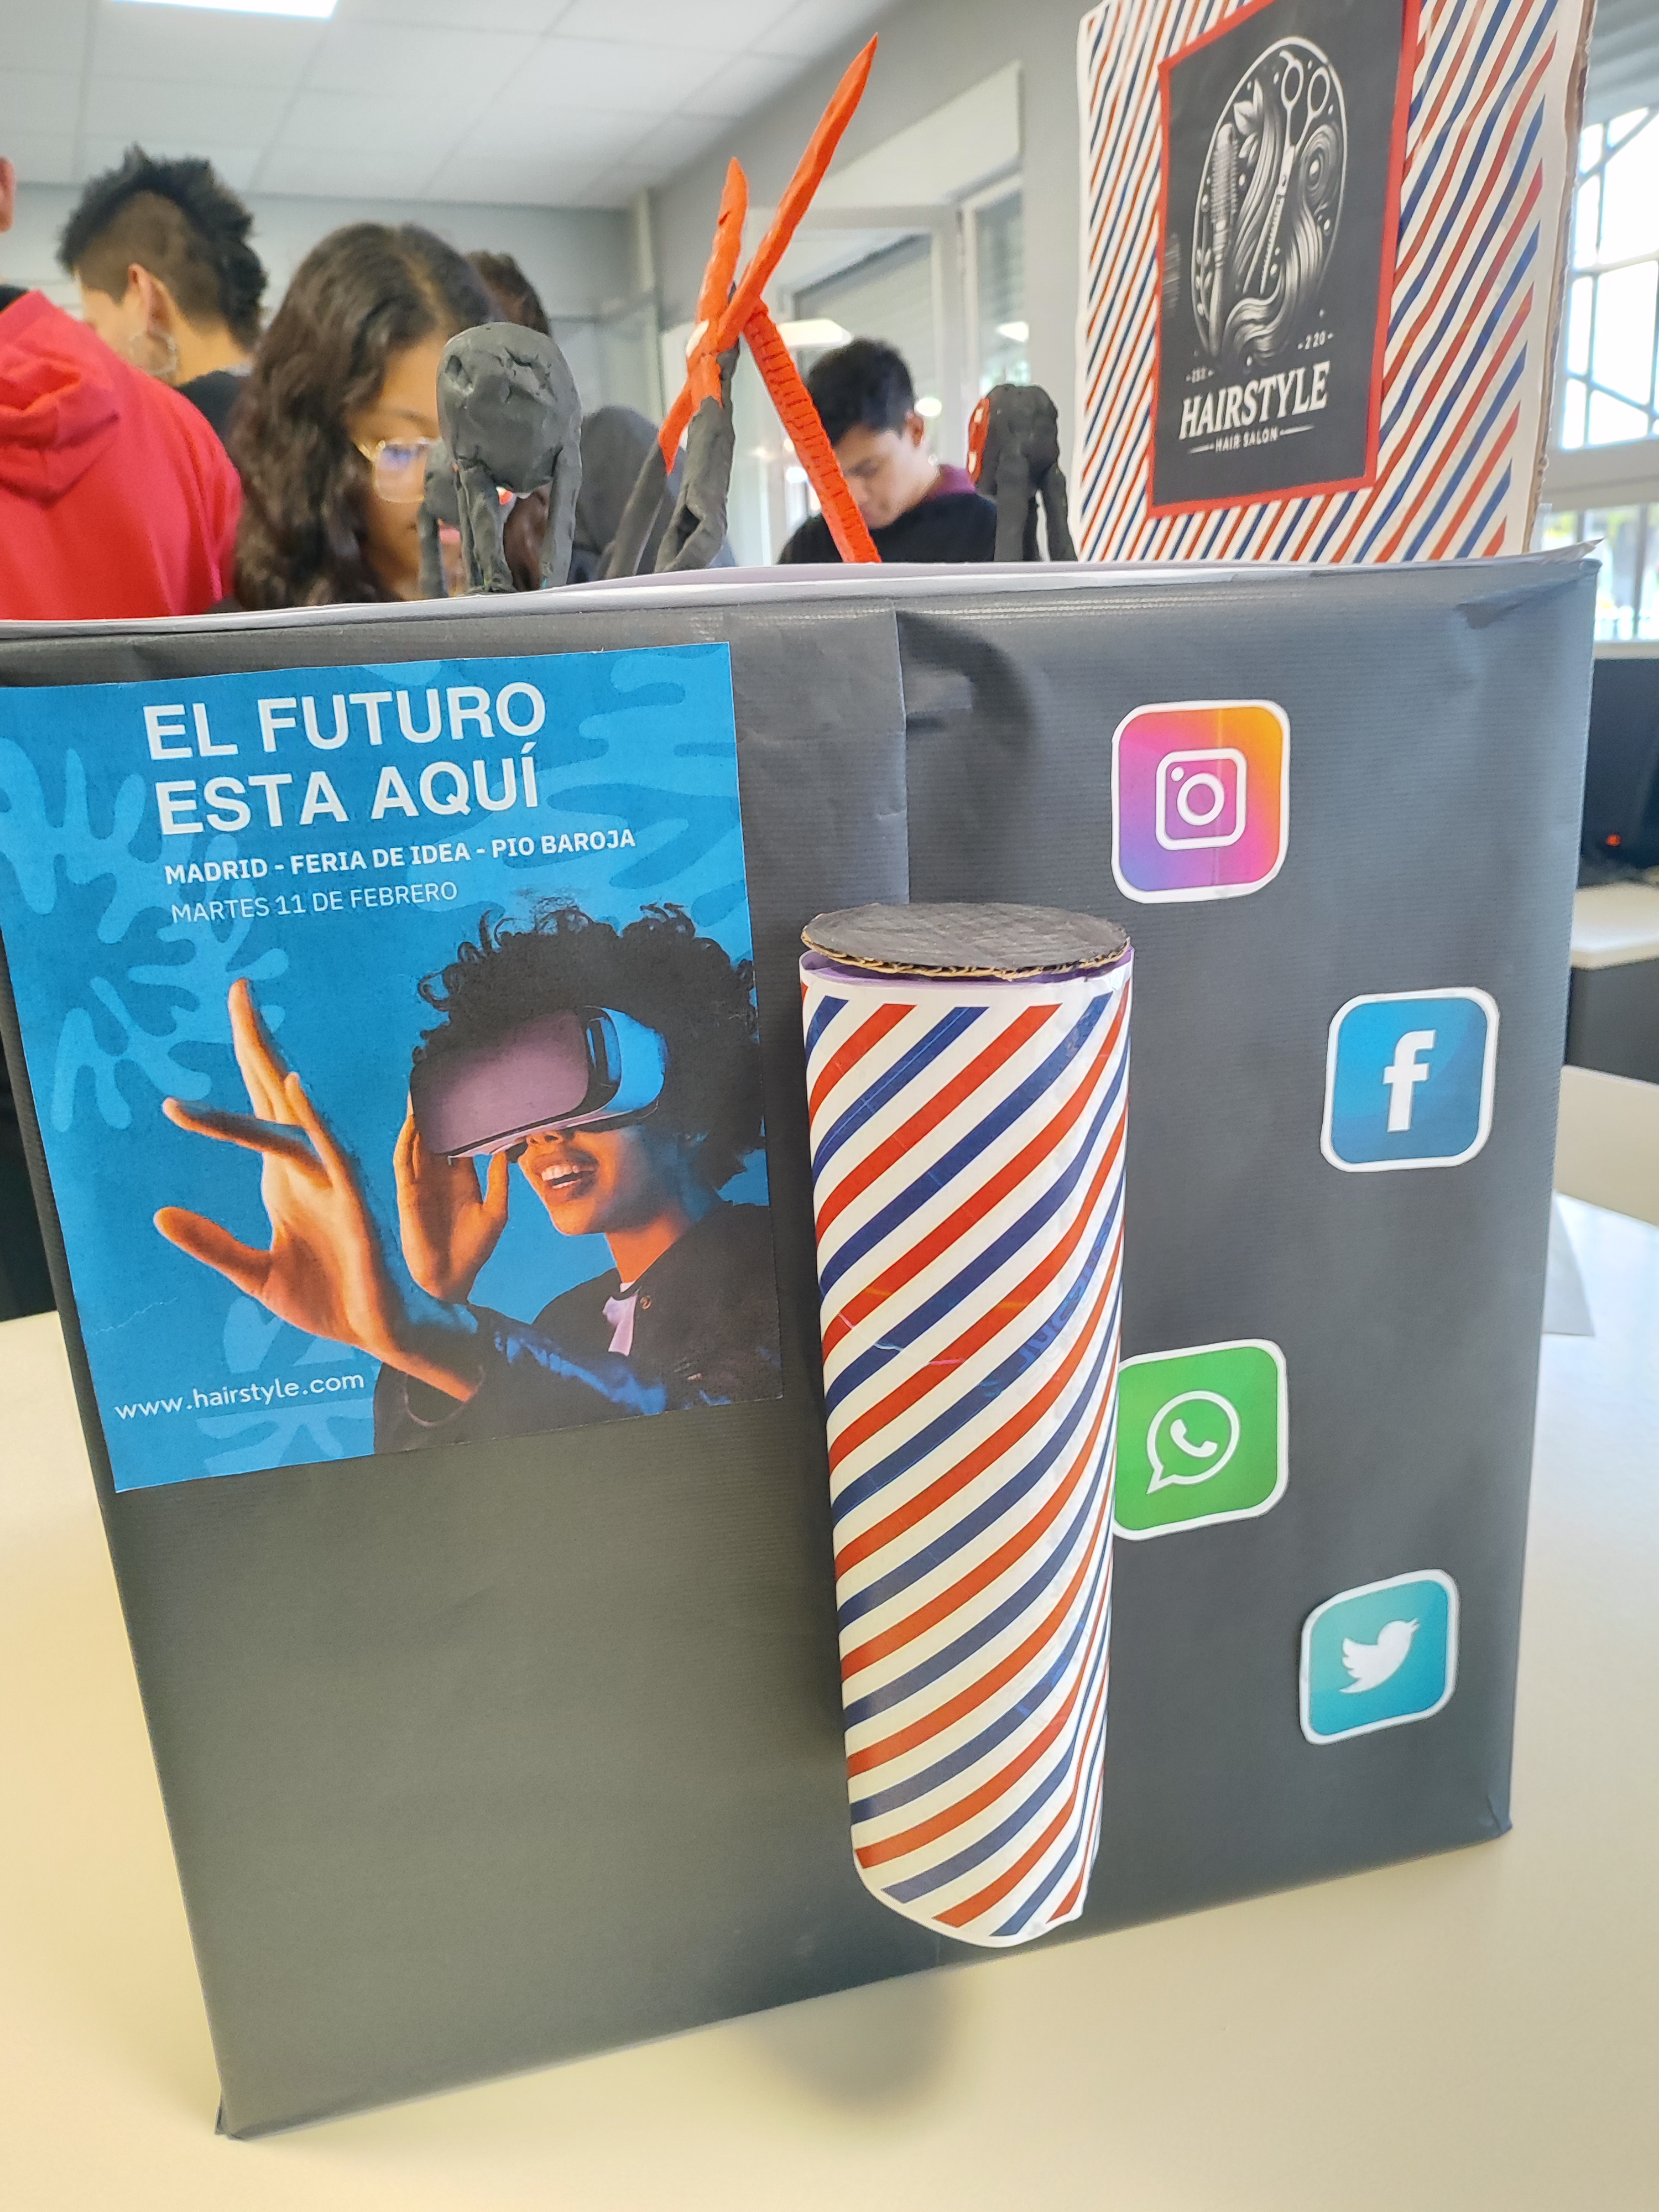 HAIRSTYLE
HAIR SALON
EL FUTURO
ESTA AQUÍ
MADRID - FERIA DE IDEA - PIO BAROJA
MARTES 11 DE FEBRERO
www.hairstyle.com
f